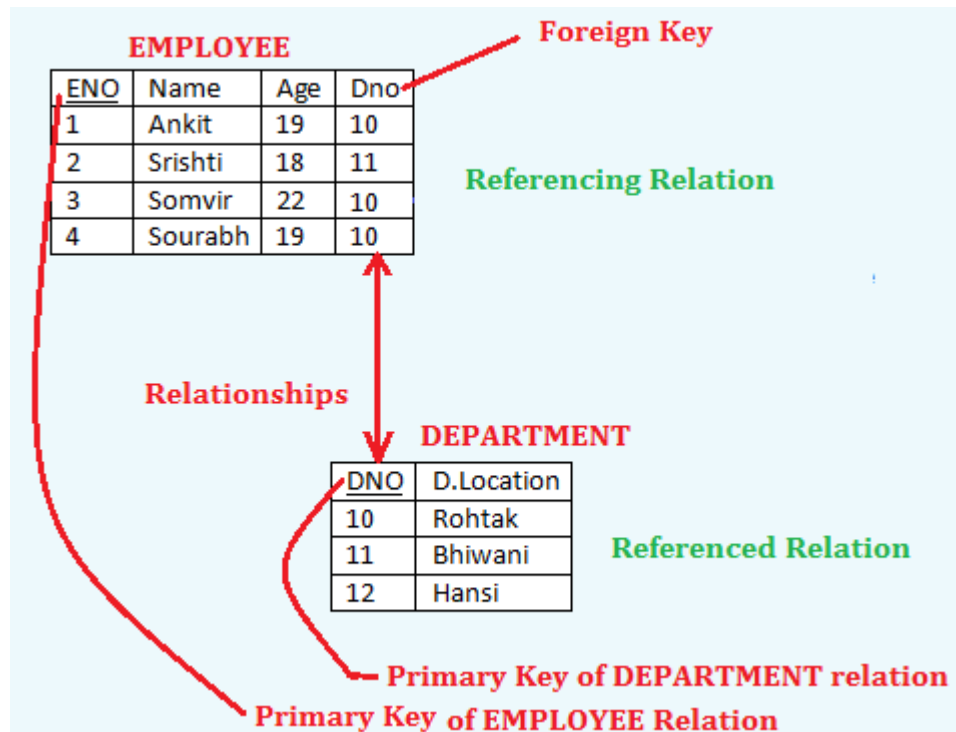 Foreign Key
EMPLOYEE
ENO Name Age Dno
1 Ankit 19 10
2 Srishti 18 11
Referencing Relation
3 Somvir 22 10
4 Sourabh 19 10
Relationships
DEPARTMENT
DNO D.Location
10 Rohtak
11 Bhiwani
Referenced Relation
12 Hansi
Primary Key of DEPARTMENT relation
Primary Key of EMPLOYEE Relation